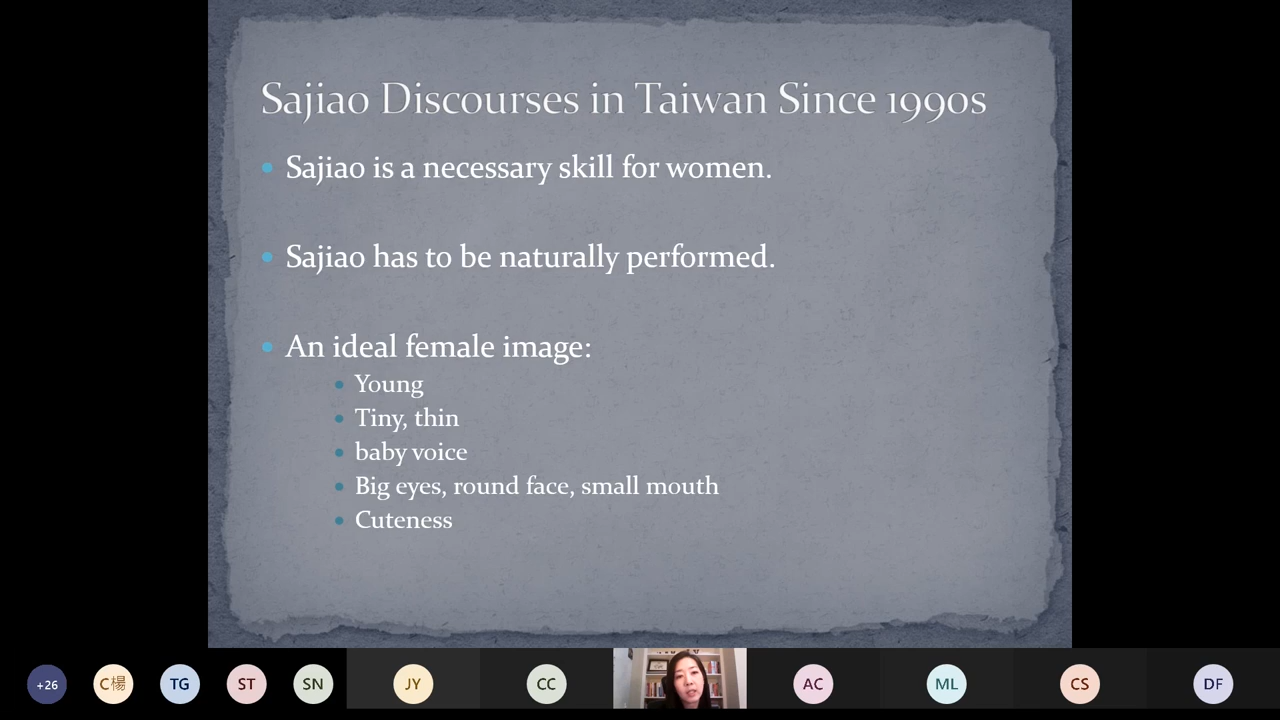 Sajiao Discourses in Taiwan Since 1990s
Sajiao is a necessary skill for women.
Sajiao has to be naturally performed.
An ideal female image:
Young
Tiny, thin
baby voice
Big eyes, round face, small mouth
Cuteness
+26
C楊
TG
ST
SN
JY
CC
AC
ML
CS
DF